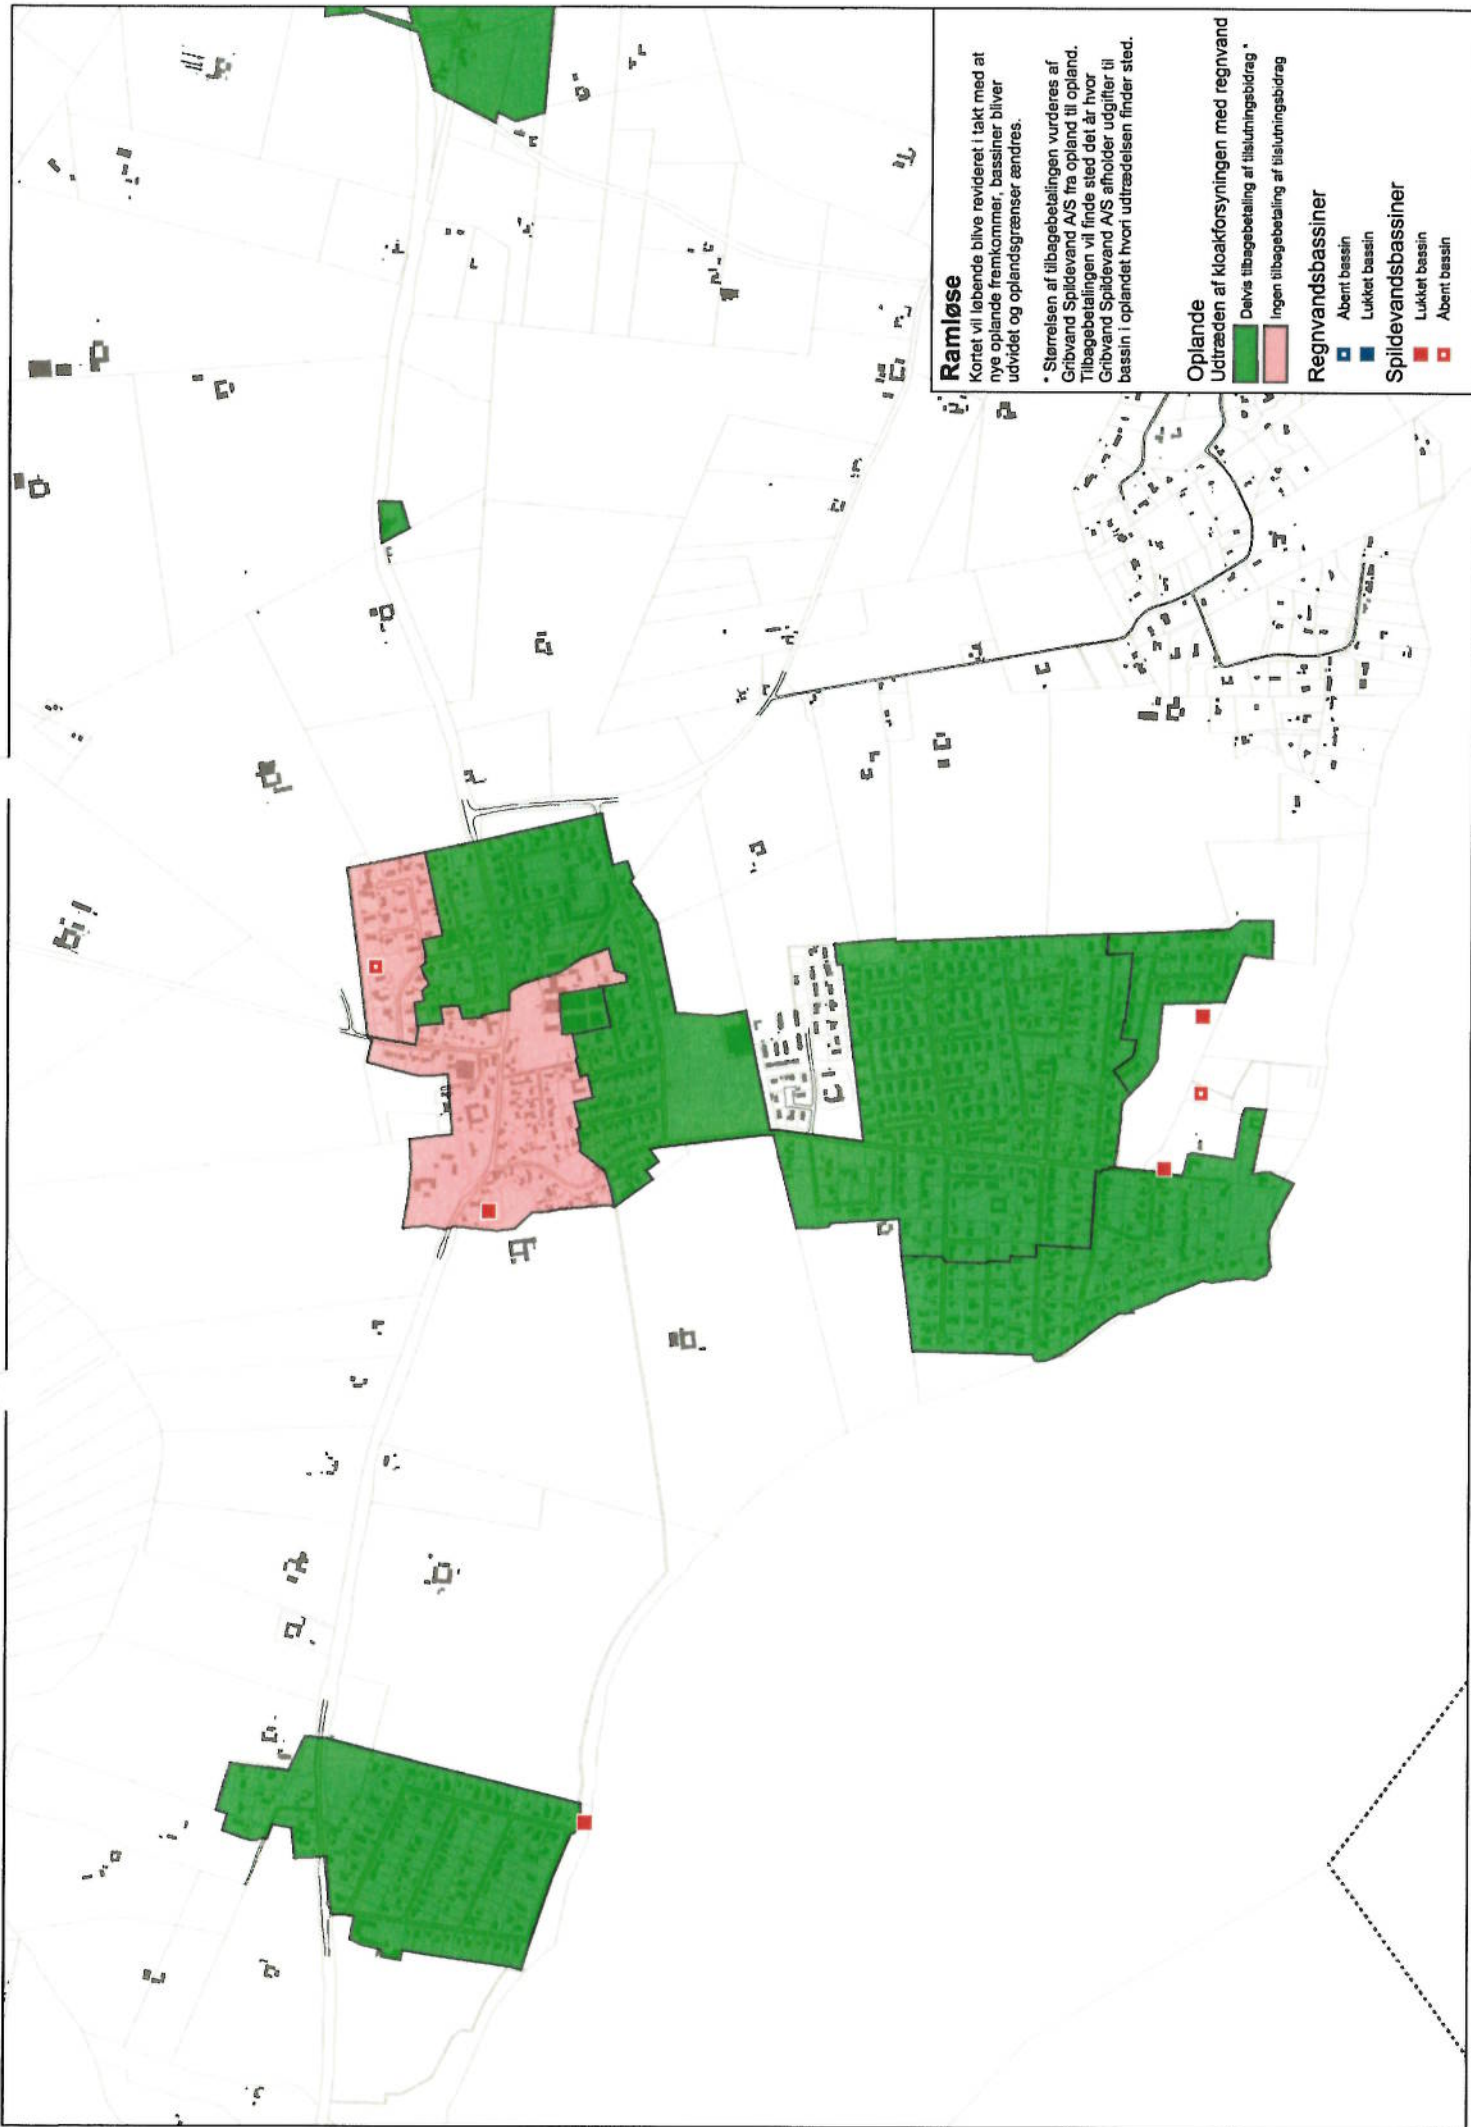 Ramløse
Kortet vil løbende blive revideret i takt med at
nye oplande fremkommer, bassiner bliver
udvidet og oplandsgrænser ændres.
* Størrelsen af tilbagebetalingen vurderes af
Gribvand Spildevand A/S fra opland til opland.
Tilbagebetalingen vil finde sted det år hvor
Gribvand Spildevand A/S afholder udgifter til
bassin i oplandet hvori udtrædelsen finder sted.
Oplande
Udtræden af kloakforsyningen med regnvand
Delvis tilbagebetaling af tilslutningsbidrag *
Ingen tilbagebetaling af tilslutningsbidrag
Regnvandsbassiner
Åbent bassin
Lukket bassin
Spildevandsbassiner
Lukket bassin
Åbent bassin